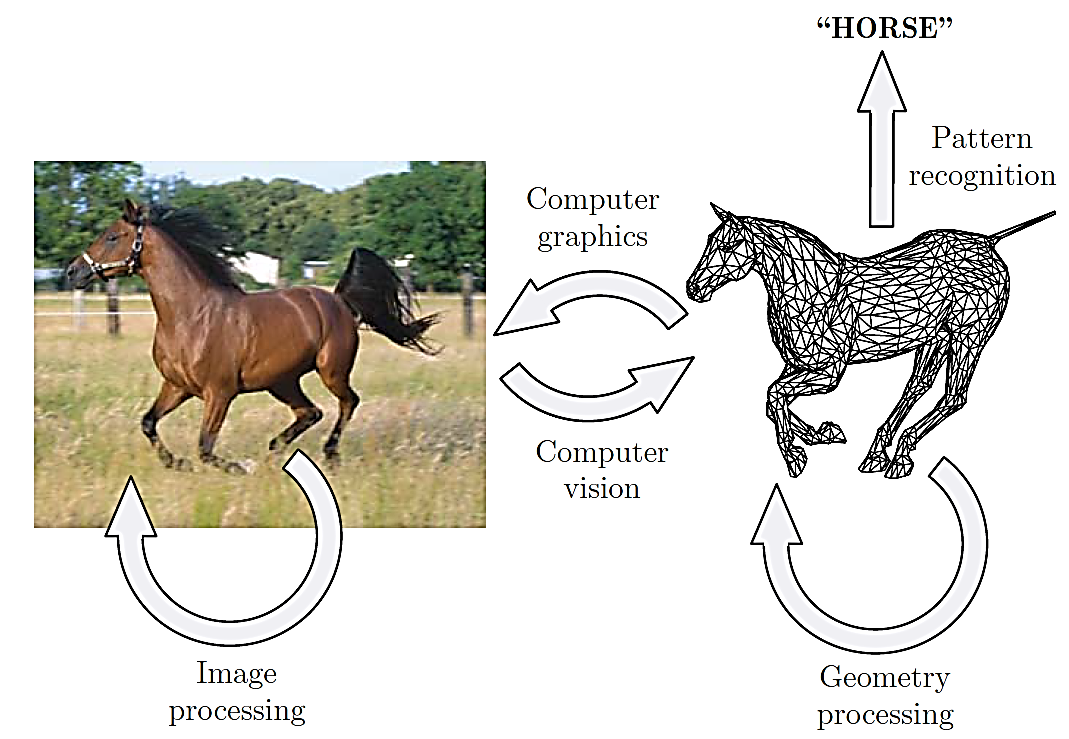 “HORSE”
Pattern
recognition
Computer
graphics
Computer
vision
Image
processing
Geometry
processing